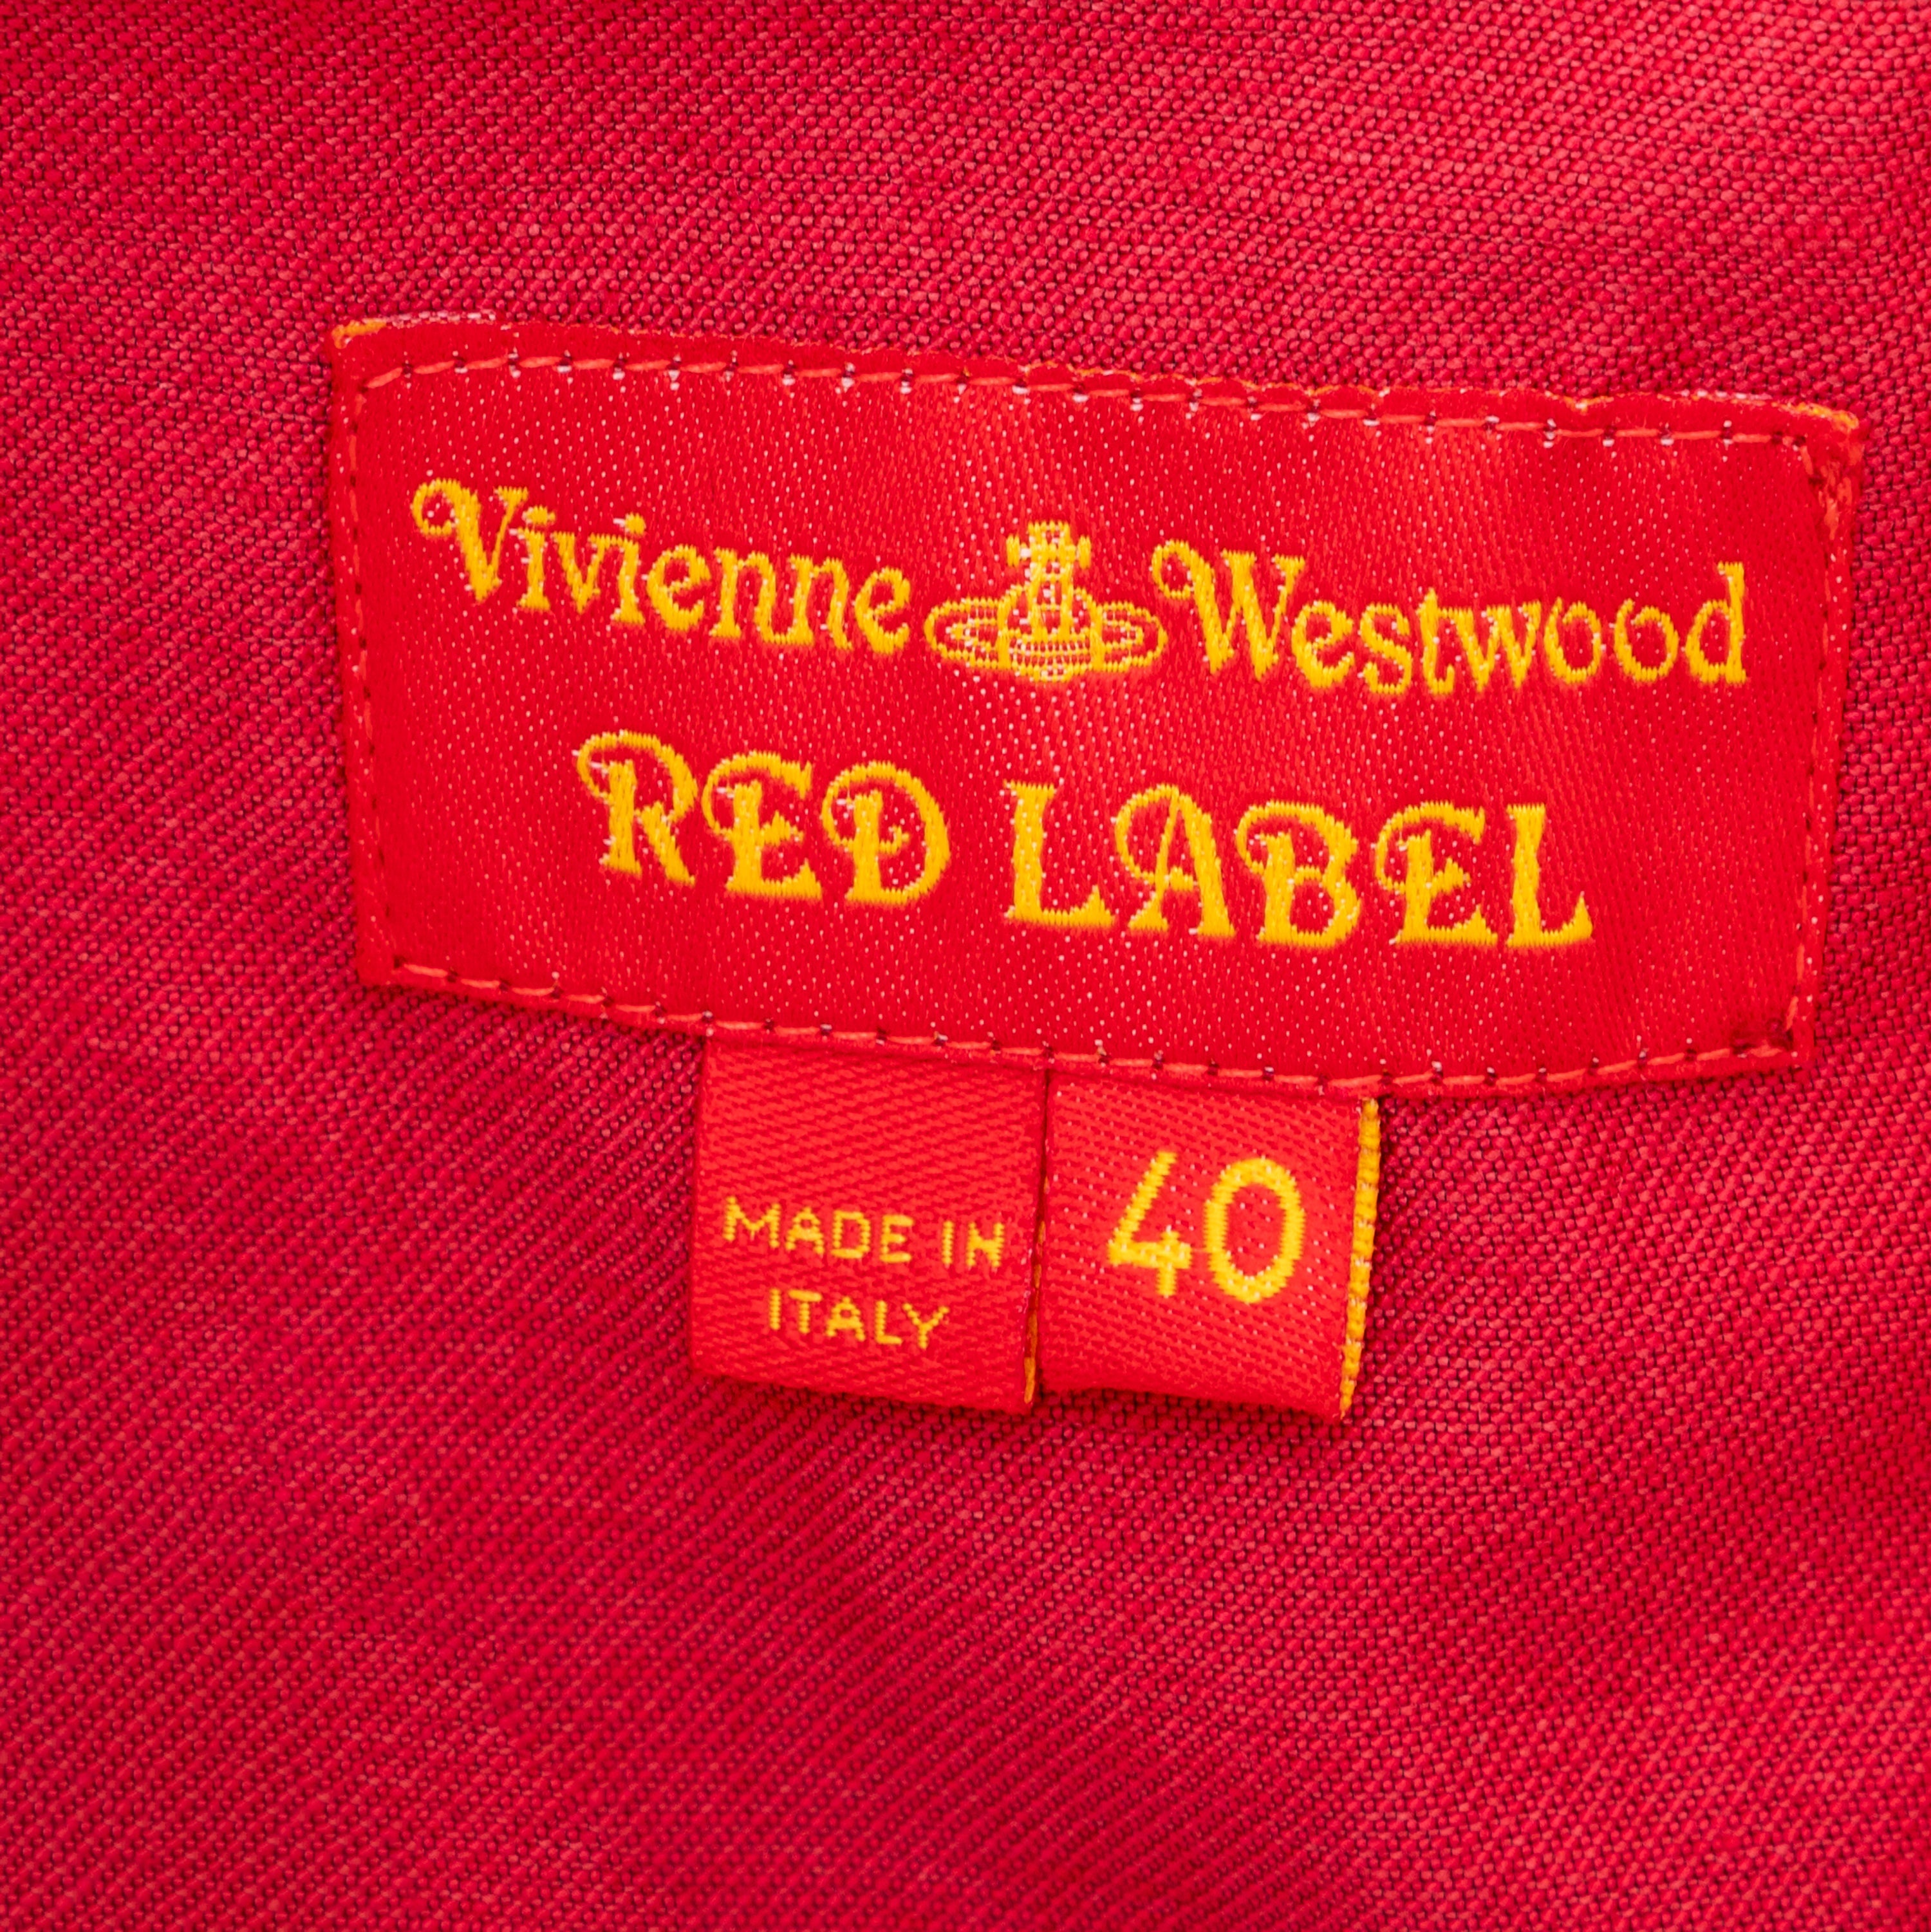 Vivienne Westwood
RED LABEL
MADE IN
ITALY
40